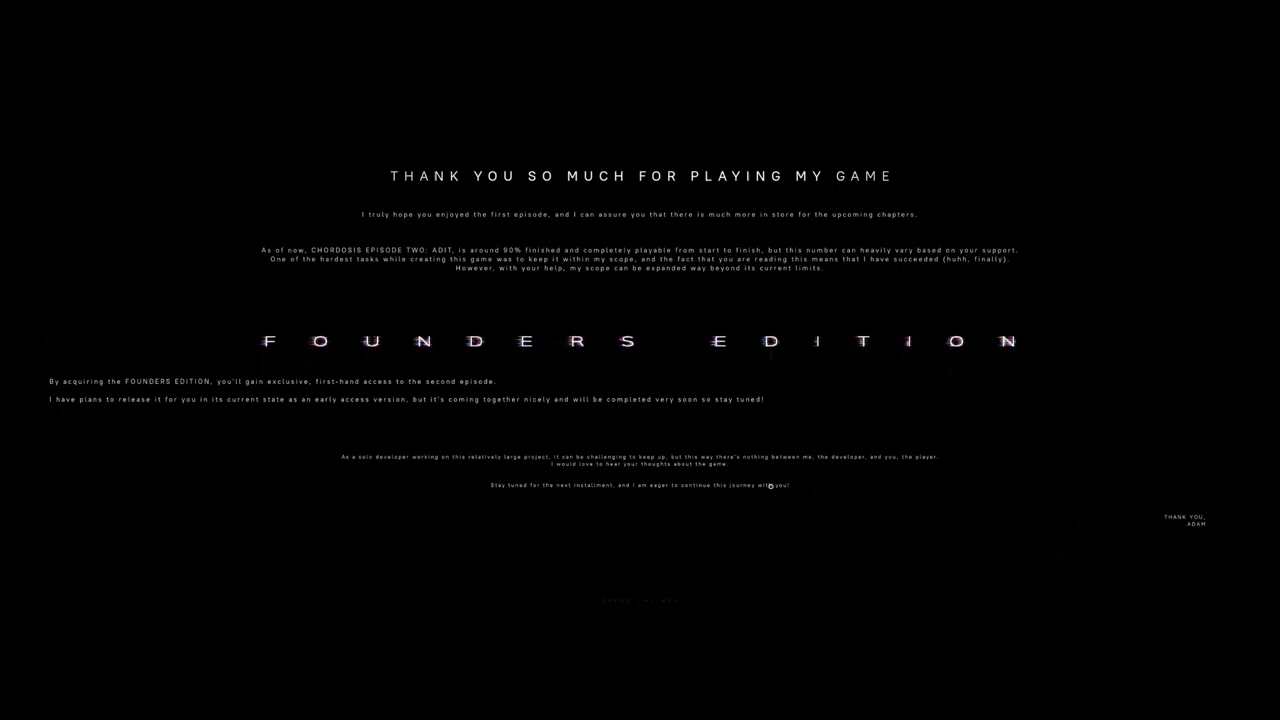 THANK YOU SO MUCH FOR PLAYING MY GAME
I truly hope you enjoyed the first episode, and I can assure you that there is much more in store for the upcoming chapters.
As of now, CHORDOSIS EPISODE TWO: ADIT, is around 90% finished and completely playable from start to finish, but this number can heavily vary based on your support.
One of the hardest tasks while creating this game was to keep it within my scope, and the fact that you are reading this means that I have succeeded (huhh, finally).
However, with your help, my scope can be expanded way beyond its current limits.
FOUNDERS EDITION
By acquiring the FOUNDERS EDITION, you'll gain exclusive, first-hand access to the second episode.
I have plans to release it for you in its current state as an early access version, but it's coming together nicely and will be completed very soon so stay tuned!
As a solo developer working on this relatively large project, it can be challenging to keep up, but this way there's nothing between me, the developer, and you, the player.
I would love to hear your thoughts about the game.
Stay tuned for the next installment, and I am eager to continue this journey with you!
THANK YOU,
ADAM